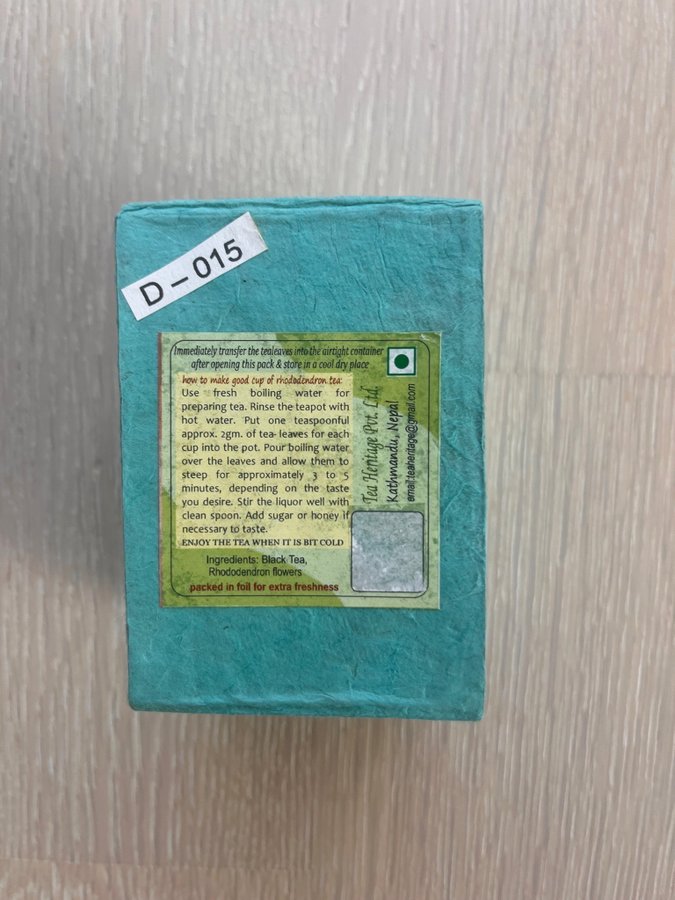 D – 015
Immediately transfer the tealeaves into the airtight container
after opening this pack & store in a cool dry place
how to make good cup of rhododendron tea:
Use fresh boiling water for
preparing tea. Rinse the teapot with
hot water. Put one teaspoonful
approx. 2gm. of tea- leaves for each
cup into the pot. Pour boiling water
over the leaves and allow them to
steep for approximately 3 to 5
minutes, depending on the taste
you desire. Stir the liquor well with
clean spoon. Add sugar or honey if
necessary to taste.
ENJOY THE TEA WHEN IT IS BIT COLD
Ingredients: Black Tea,
Rhododendron flowers
packed in foil for extra freshness
Tea Heritage Pvt. Ltd.
Kathmandu, Nepal
email:teaheritage@gmail.com